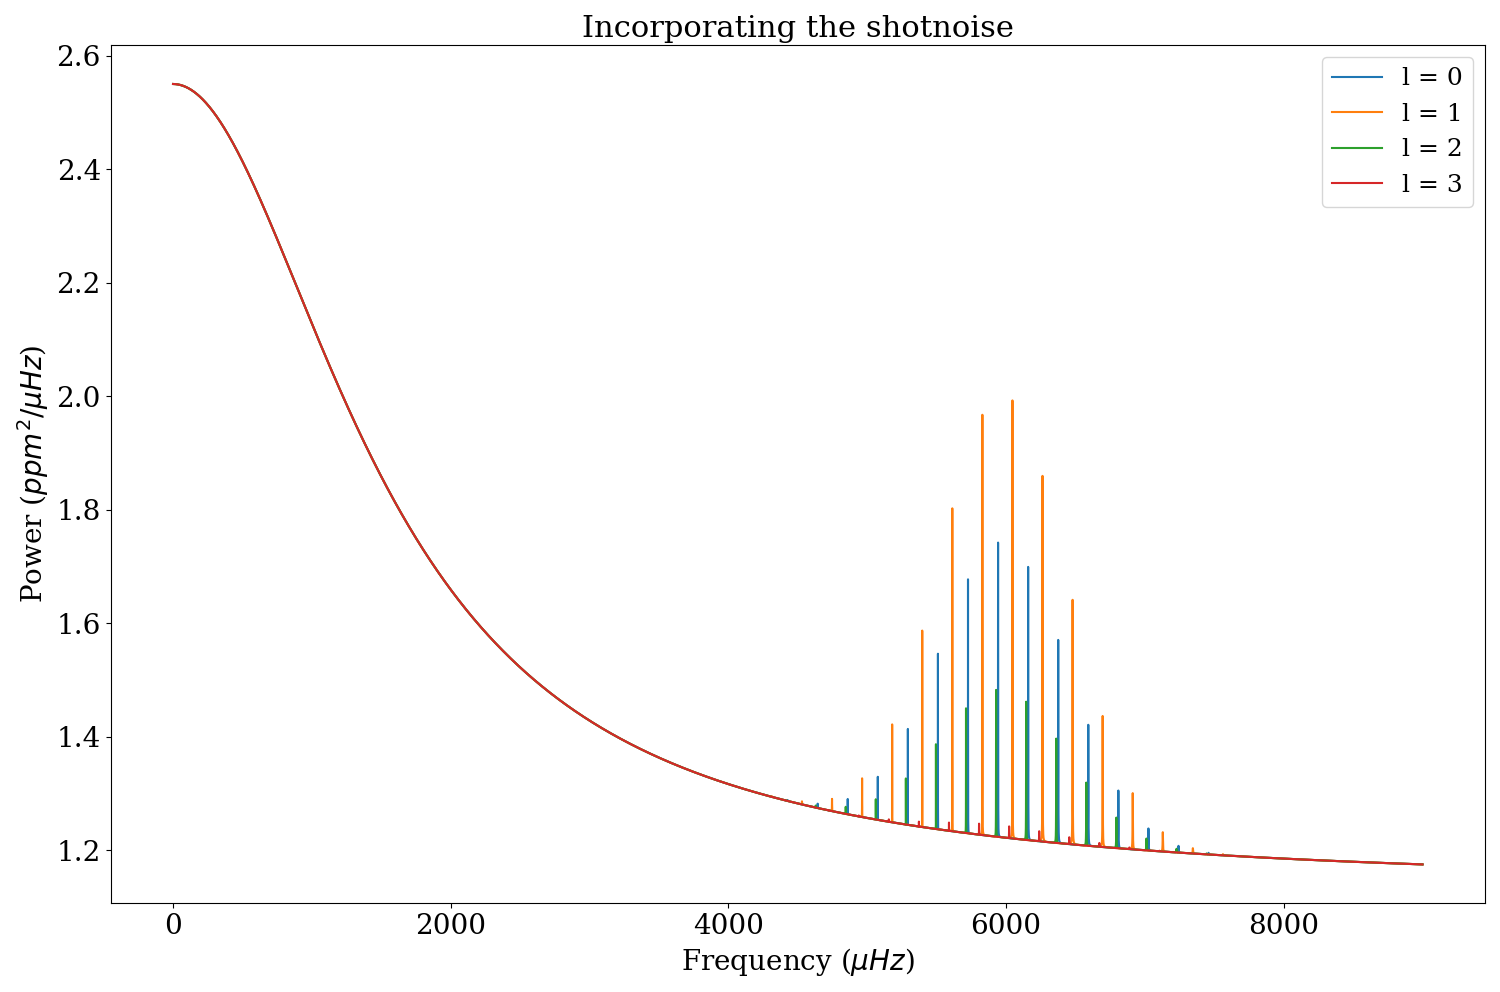 Incorporating the shotnoise
2.6
2.4
2.2
2.0
1.8
1.6
1.4
1.2
Power (ppm²/μHz)
0
2000
4000
6000
8000
Frequency (μHz)
l = 0
l = 1
l = 2
l = 3